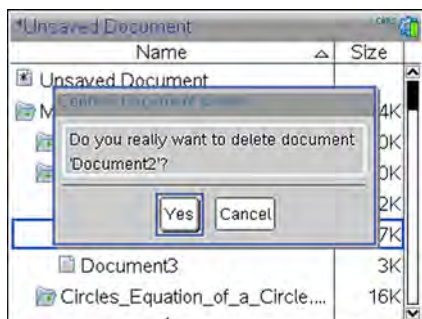 *Unsaved Document
Name Size
Unsaved Document
M 4K
0K
0K
Do you really want to delete document
'Document2'?
2K
Yes Cancel
7K
Document3 3K
Circles_Equation_of_a_Circle,... 16K